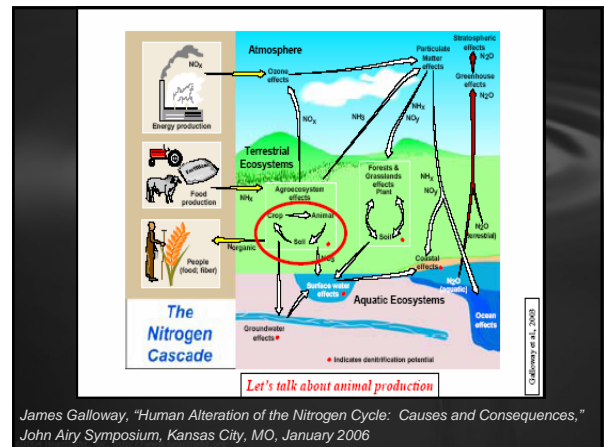 Atmosphere
Stratospheric
effects
N2O
Particulate
Matter
effects
Greenhouse
effects
N2O
NOX
Ozone
effects
Energy production
NH3
NHX
NOy
NOX
Terrestrial
Ecosystems
Fertilizer
Food
production
NHX
Agroecosystem
effects
Crop
Animal
Soil
Forests &
Grasslands
effects
Plant
Soil
NHX
NOy
N2O
(terrestrial)
Norganic
People
(food; fiber)
Surface water
effects
Coastal
effects
N2O
(aquatic)
Aquatic Ecosystems
Ocean
effects
Groundwater
effects
The
Nitrogen
Cascade
Indicates denitrification potential
Galloway et al., 2003
Let's talk about animal production
James Galloway, “Human Alteration of the Nitrogen Cycle: Causes and Consequences,”
John Airy Symposium, Kansas City, MO, January 2006